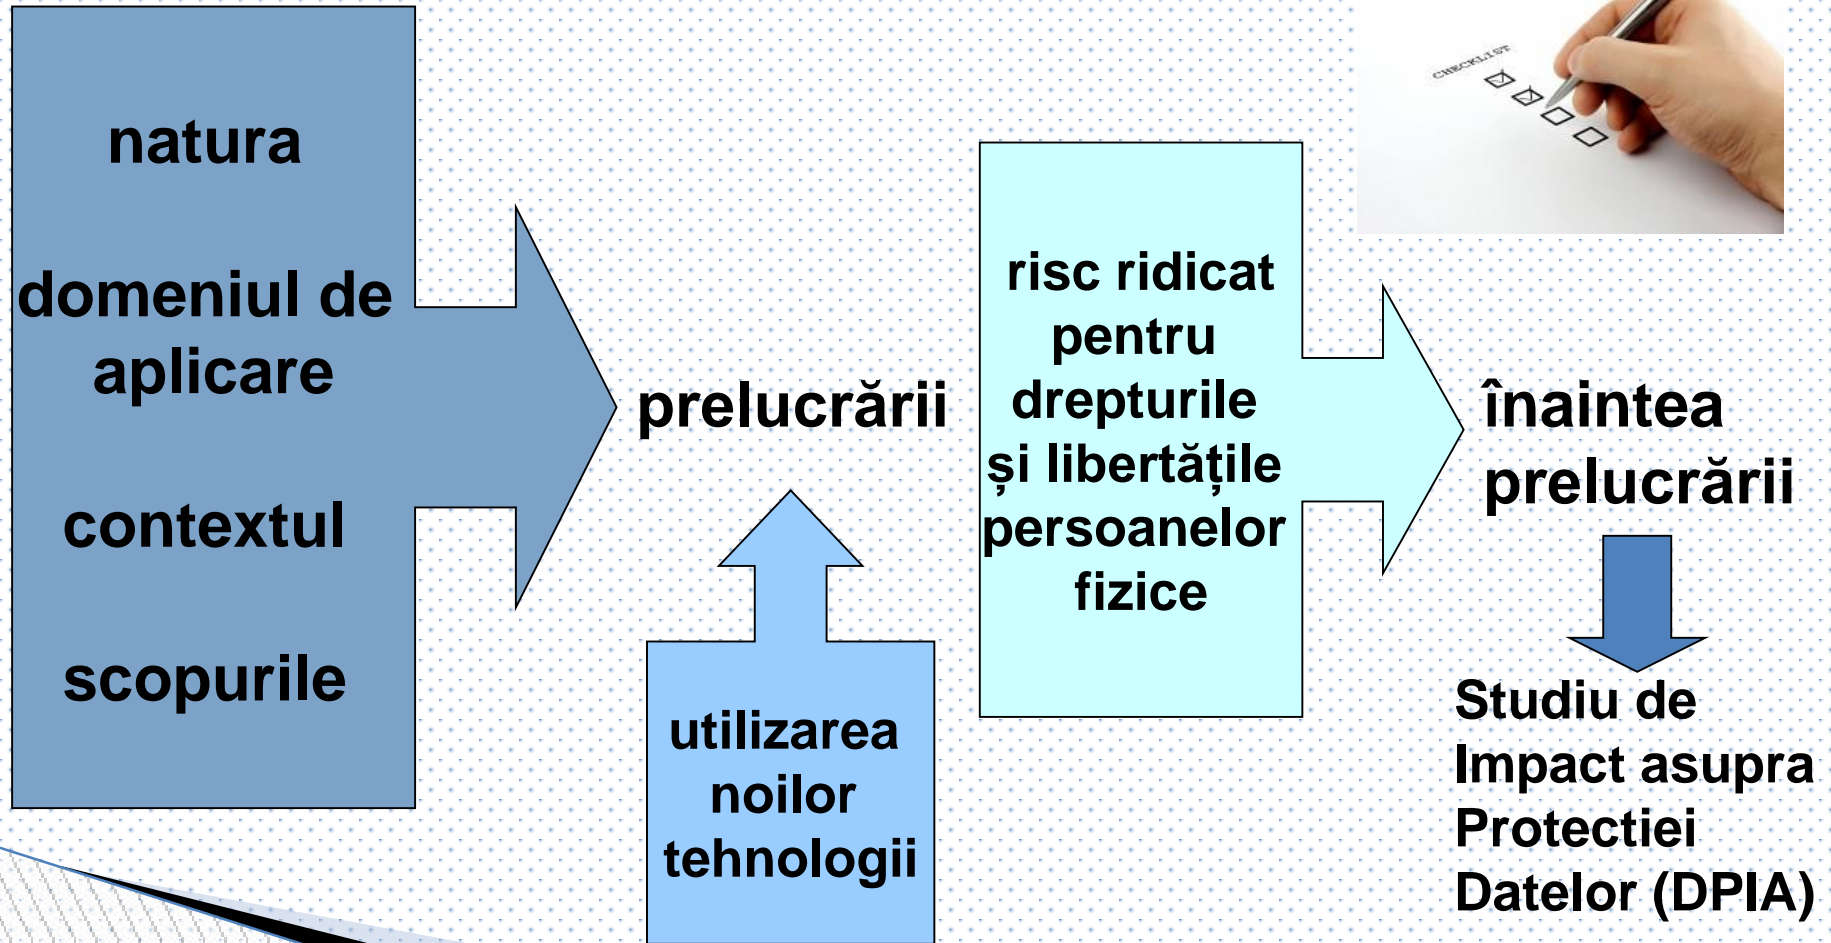 natura
domeniul de
aplicare
contextul
scopurile
prelucrării
utilizarea
noilor
tehnologii
risc ridicat
pentru
drepturile
și libertățile
persoanelor
fizice
CHECKLIST
înaintea
prelucrării
Studiu de
Impact asupra
Protectiei
Datelor (DPIA)